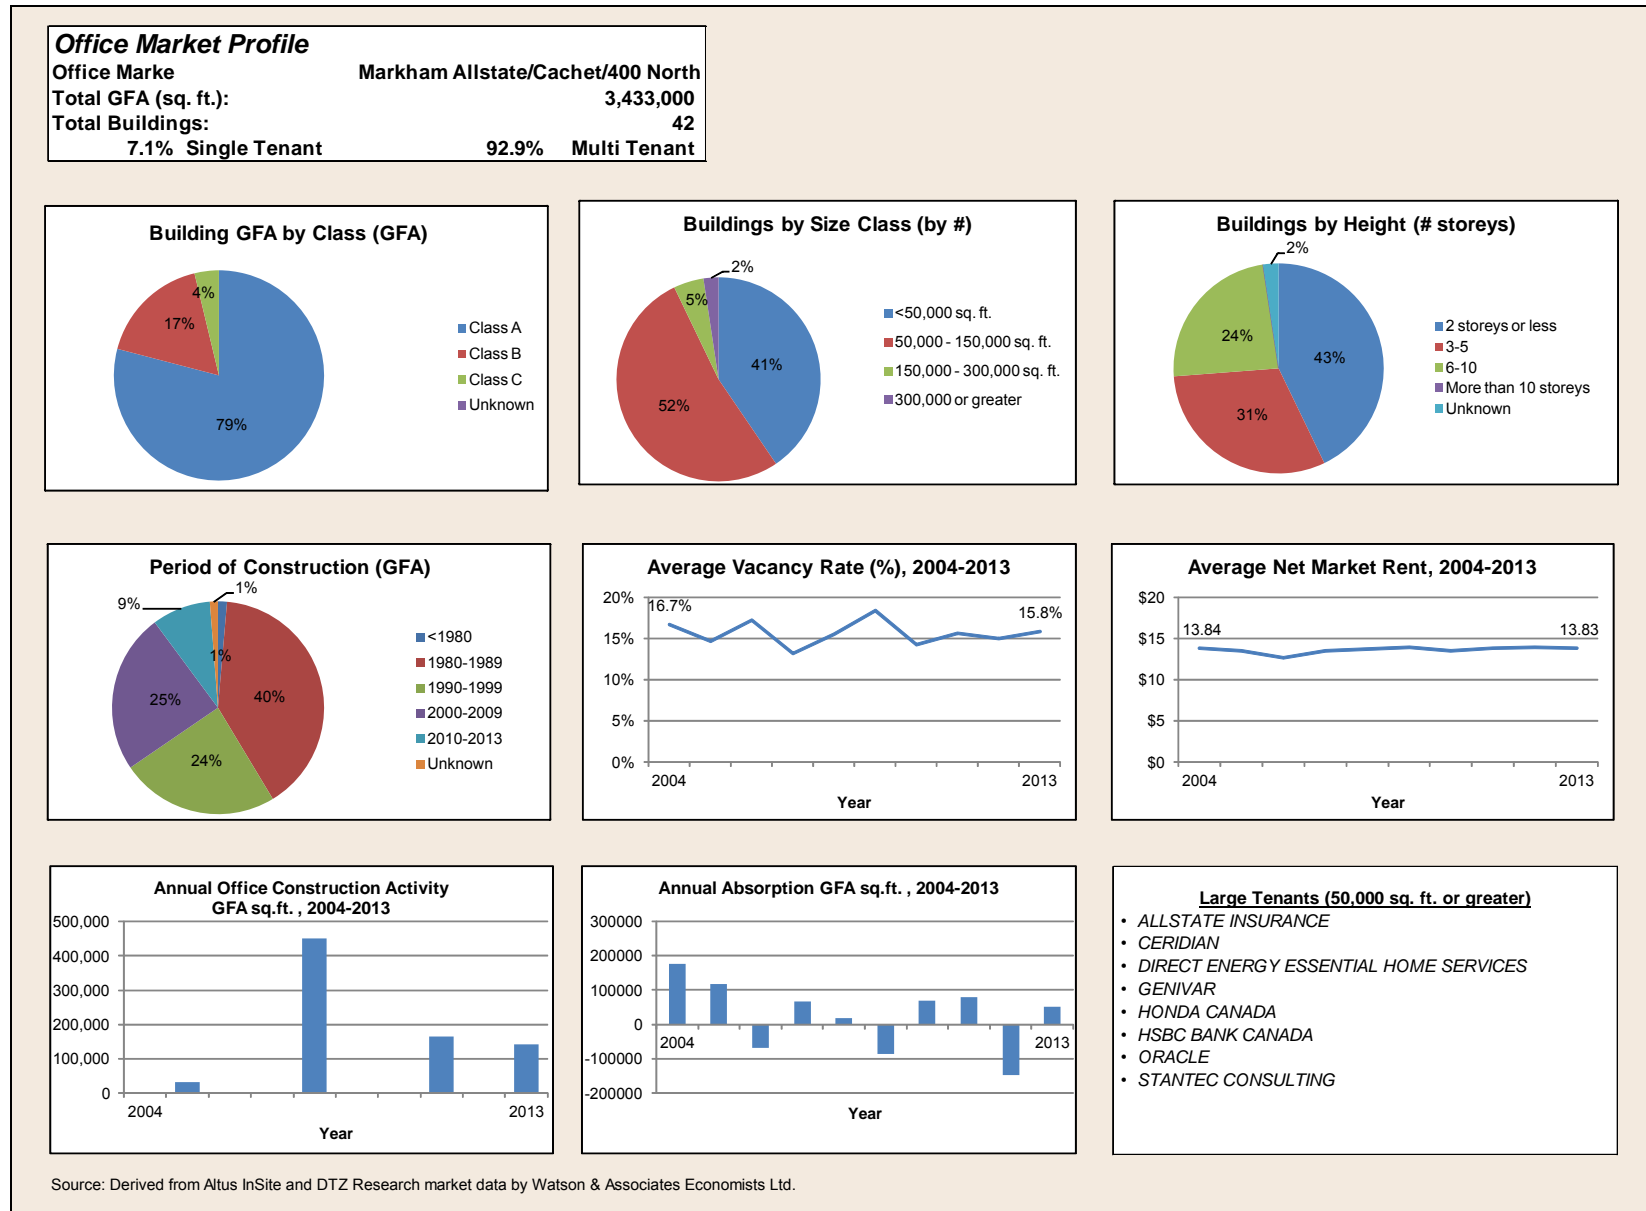 Office Market Profile
Office Marke Markham Allstate/Cachet/400 North
Total GFA (sq. ft.): 3,433,000
Total Buildings: 42
7.1% Single Tenant 92.9% Multi Tenant
Building GFA by Class (GFA)
4%
17%
79%
Class A
Class B
Class C
Unknown
Buildings by Size Class (by #)
2%
5%
41%
52%
<50,000 sq. ft.
50,000 - 150,000 sq. ft.
150,000 - 300,000 sq. ft.
300,000 or greater
Buildings by Height (# storeys)
2%
24%
43%
31%
2 storeys or less
3-5
6-10
More than 10 storeys
Unknown
Period of Construction (GFA)
1%
9%
1%
25%
40%
24%
<1980
1980-1989
1990-1999
2000-2009
2010-2013
Unknown
Average Vacancy Rate (%), 2004-2013
20%
16.7%
15.8%
15%
10%
5%
0%
2004 2013
Year
Average Net Market Rent, 2004-2013
$20
13.84 13.83
$15
$10
$5
$0
2004 2013
Year
Annual Office Construction Activity
GFA sq.ft. , 2004-2013
500,000
400,000
300,000
200,000
100,000
0
2004 2013
Year
Annual Absorption GFA sq.ft. , 2004-2013
300000
200000
100000
0
2004 2013
-100000
-200000
Year
Large Tenants (50,000 sq. ft. or greater)
• ALLSTATE INSURANCE
• CERIDIAN
• DIRECT ENERGY ESSENTIAL HOME SERVICES
• GENIVAR
• HONDA CANADA
• HSBC BANK CANADA
• ORACLE
• STANTEC CONSULTING
Source: Derived from Altus InSite and DTZ Research market data by Watson & Associates Economists Ltd.